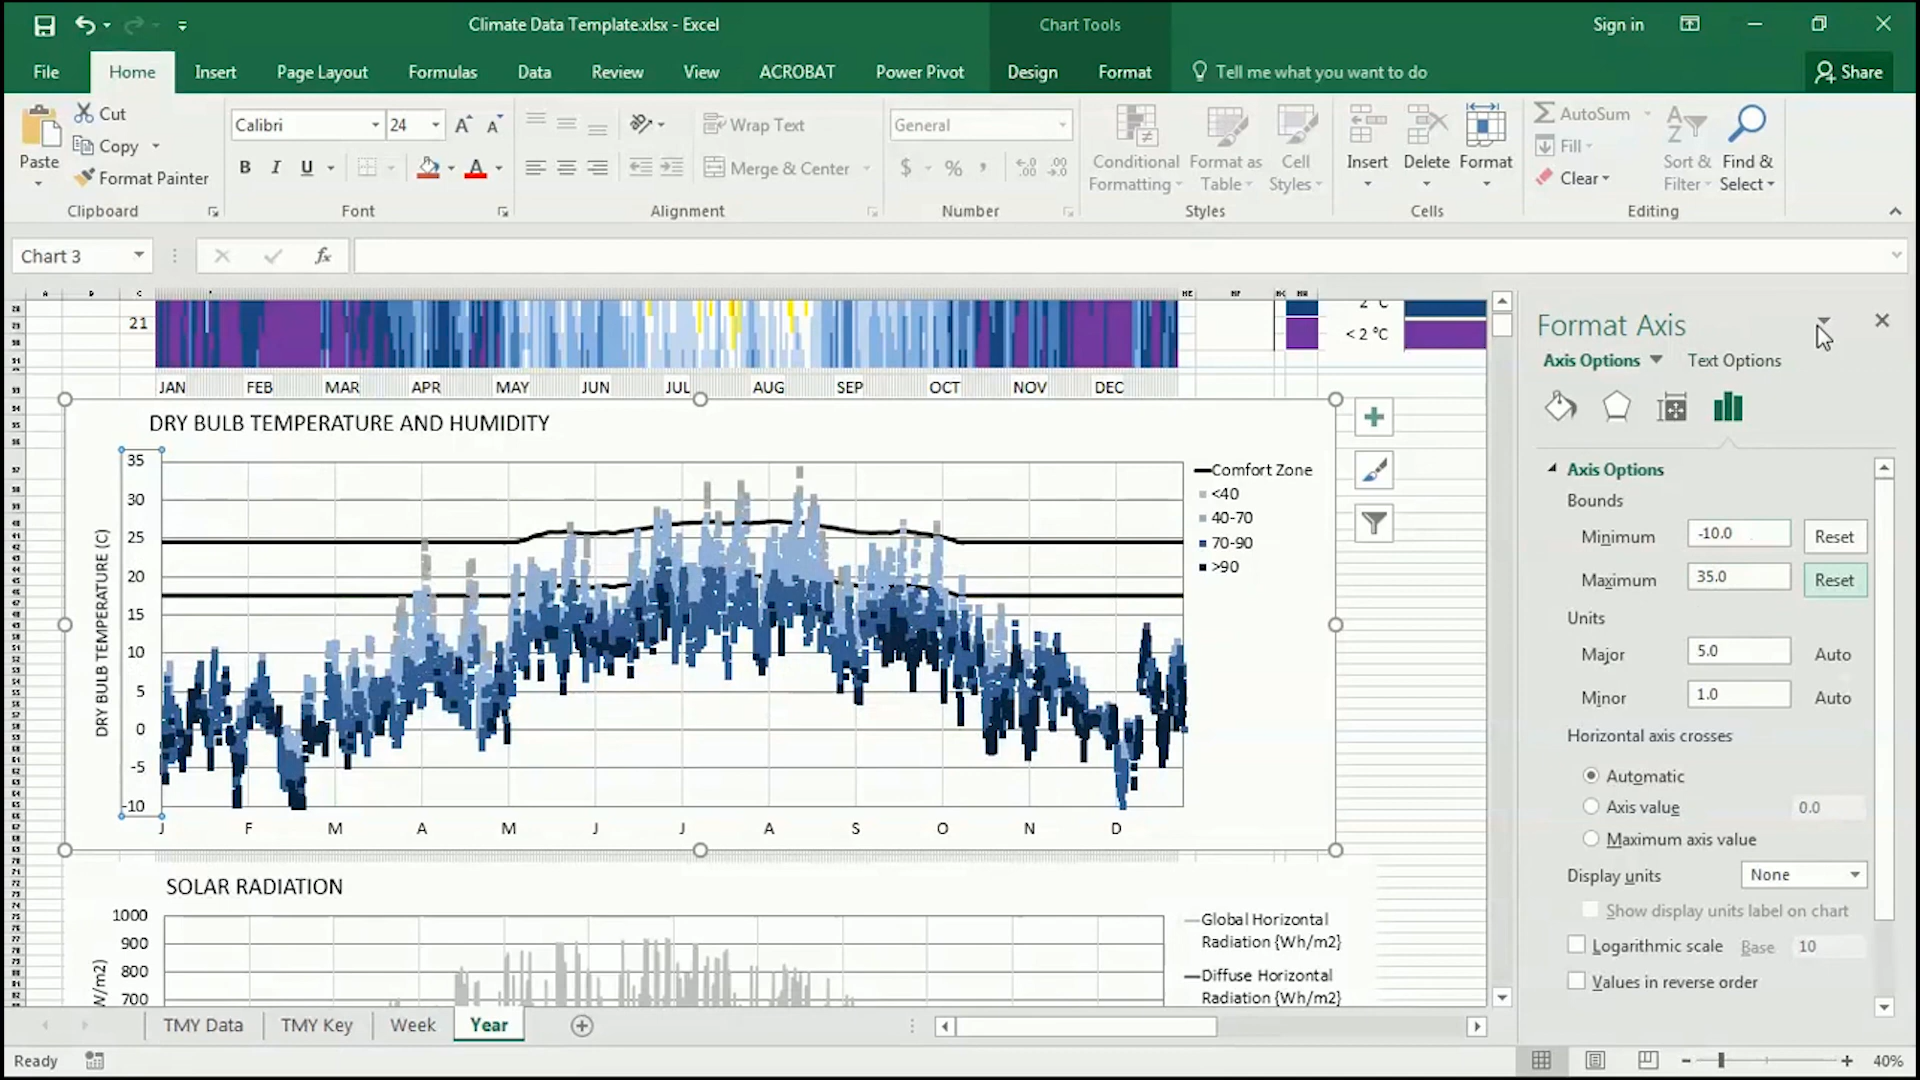 Climate Data Template.xlsx - Excel
Chart Tools
Sign in
File
Home
Insert
Page Layout
Formulas
Data
Review
View
ACROBAT
Power Pivot
Design
Format
Tell me what you want to do
Share
Paste
Cut
Copy
Format Painter
Clipboard
Calibri
24
B I U
Font
Wrap Text
Merge & Center
Alignment
General
$ % ,
Number
Conditional Formatting
Format as Table
Cell Styles
Styles
Insert
Delete
Format
Cells
AutoSum
Fill
Clear
Sort & Filter
Find & Select
Editing
Chart 3
fx
21
2 °C
< 2 °C
JAN FEB MAR APR MAY JUN JUL AUG SEP OCT NOV DEC
DRY BULB TEMPERATURE AND HUMIDITY
DRY BULB TEMPERATURE (C)
35
30
25
20
15
10
5
0
-5
-10
J F M A M J J A S O N D
Comfort Zone
<40
40-70
70-90
>90
SOLAR RADIATION
1000
900
800
700
W/m2)
Global Horizontal
Radiation {Wh/m2}
Diffuse Horizontal
Radiation {Wh/m2}
Format Axis
Axis Options
Text Options
Axis Options
Bounds
Minimum -10.0 Reset
Maximum 35.0 Reset
Units
Major 5.0 Auto
Minor 1.0 Auto
Horizontal axis crosses
Automatic
Axis value 0.0
Maximum axis value
Display units None
Show display units label on chart
Logarithmic scale Base 10
Values in reverse order
TMY Data
TMY Key
Week
Year
Ready
40%